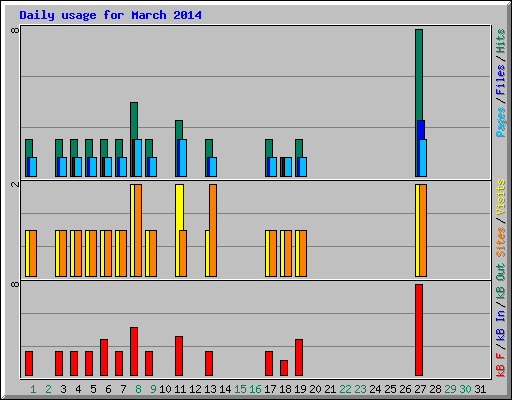 Daily usage for March 2014
8
Pages / Files / Hits
2
Sites / Visits
8
kB F / kB In / kB Out
1 2 3 4 5 6 7 8 9 10 11 12 13 14 15 16 17 18 19 20 21 22 23 24 25 26 27 28 29 30 31